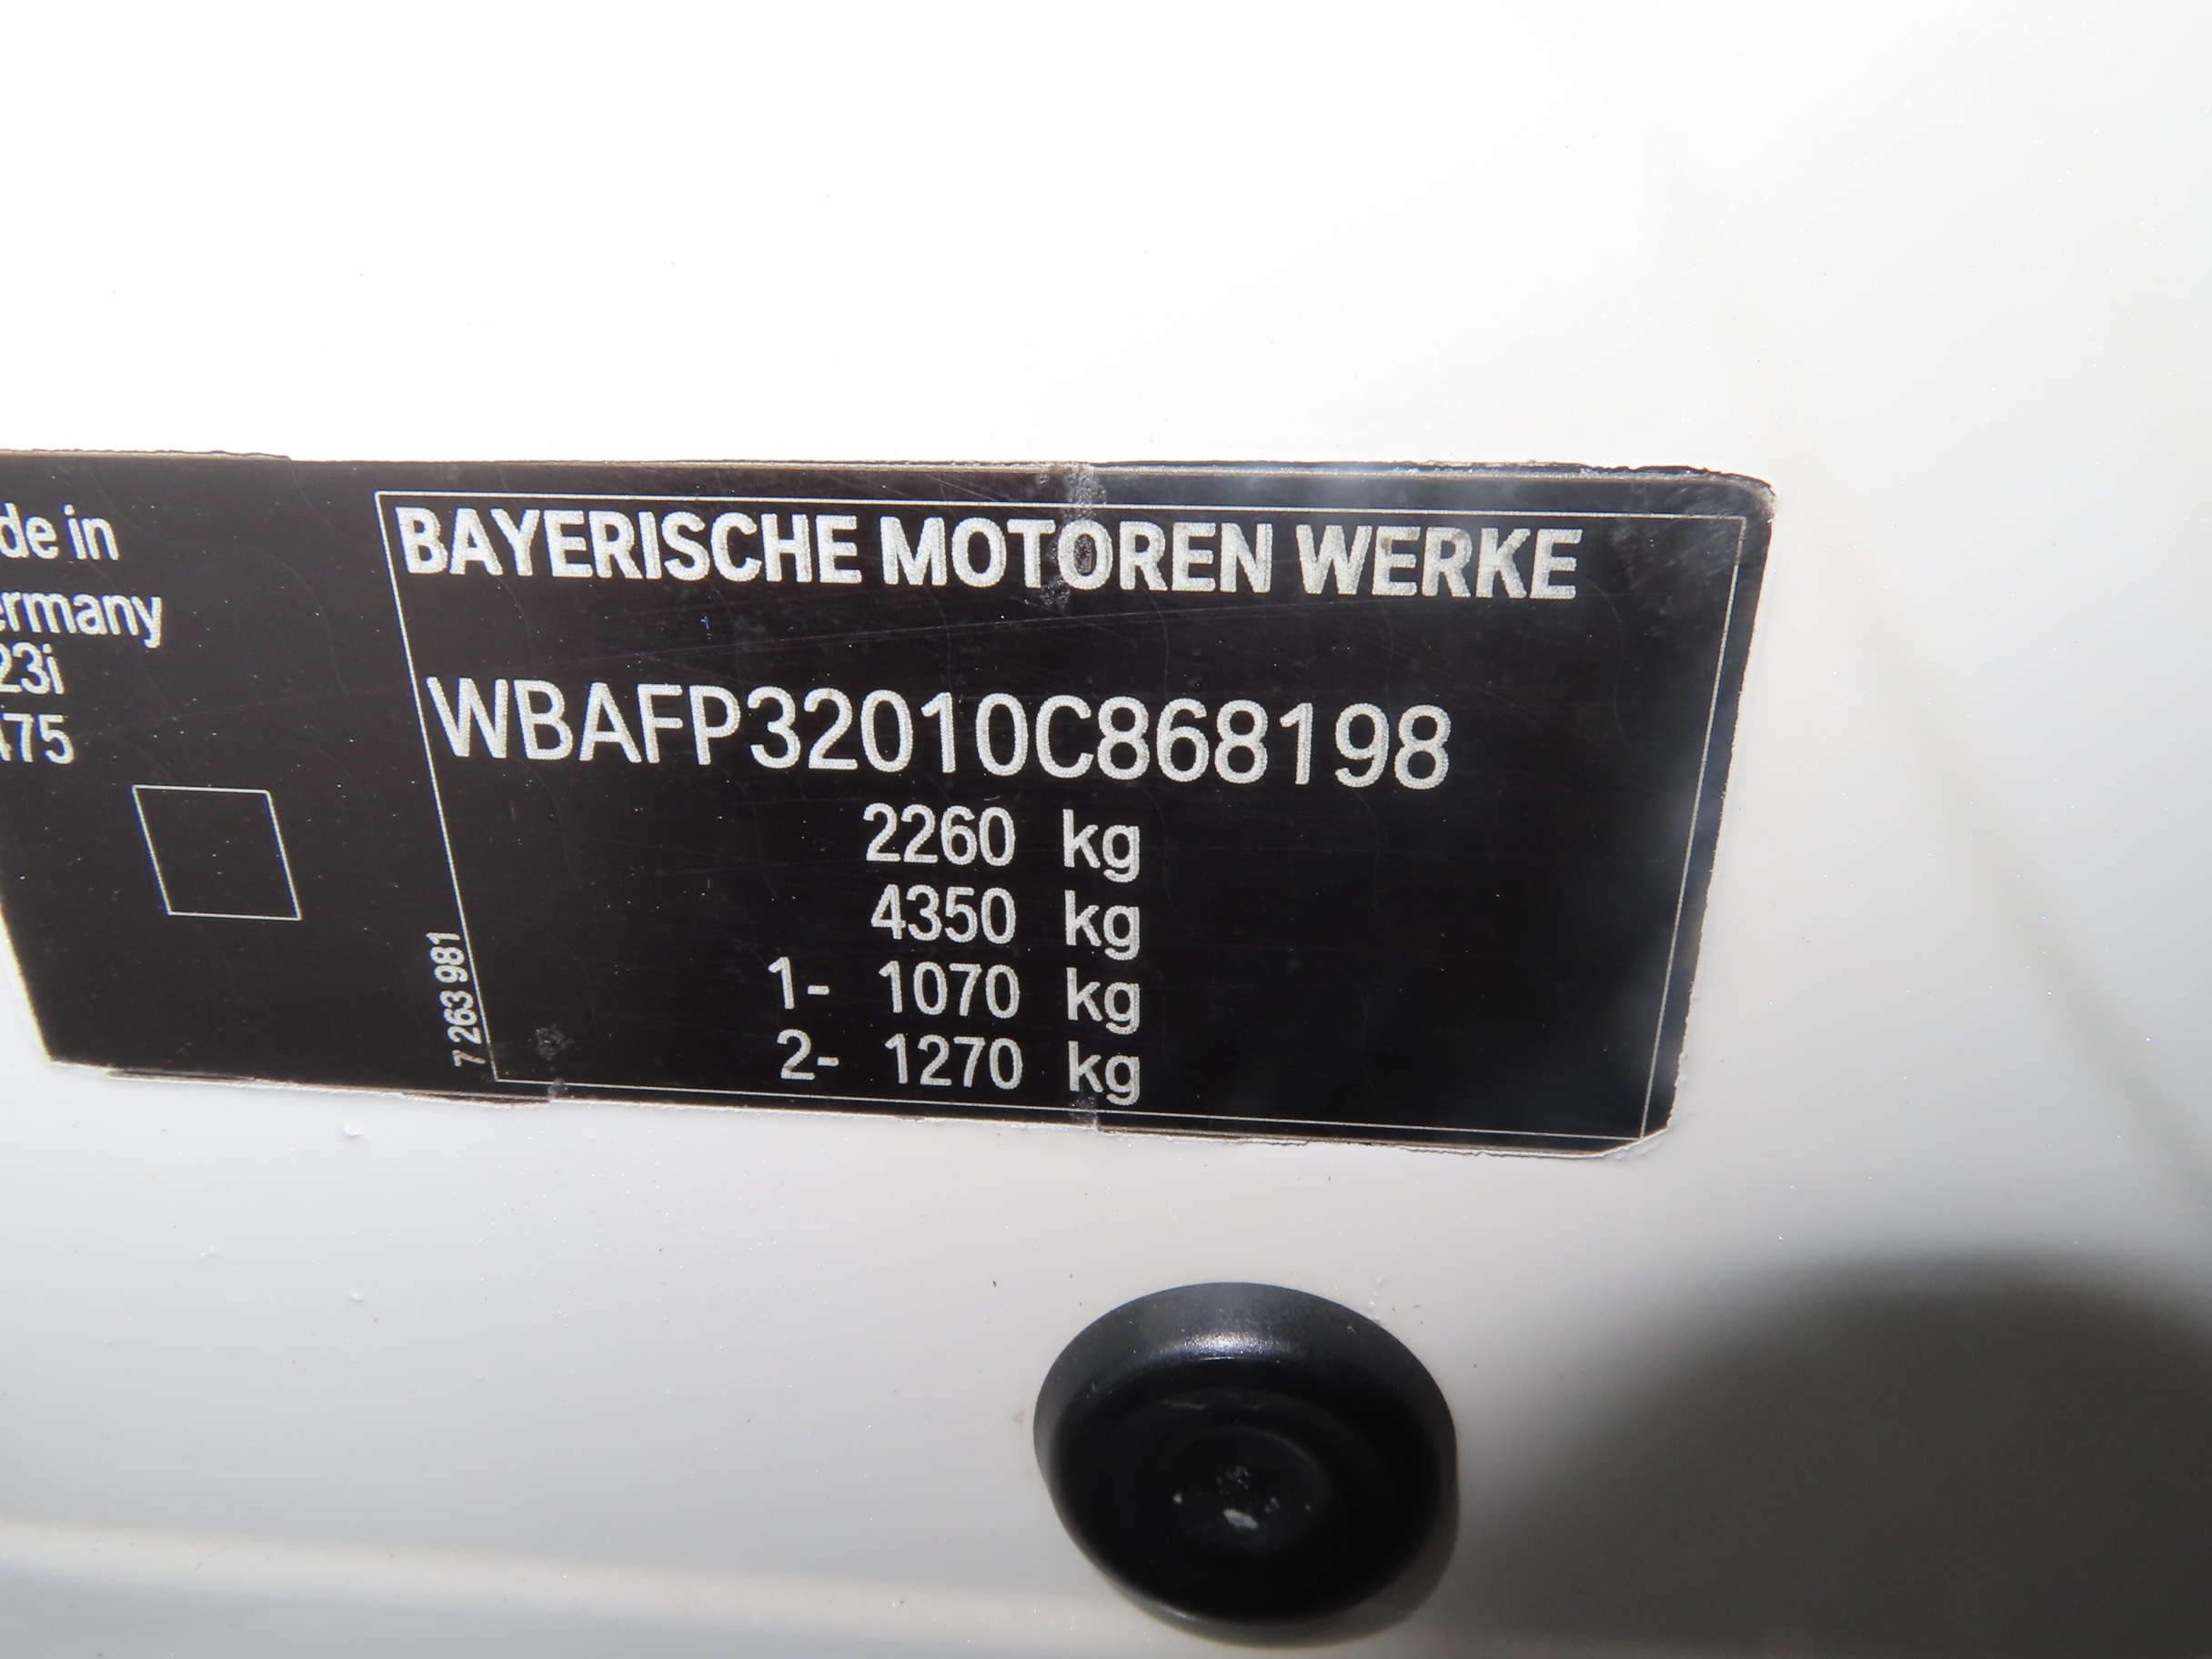 de in
ermany
23i
475
7 263 981
BAYERISCHE MOTOREN WERKE
WBAFP32010C868198
2260 kg
4350 kg
1- 1070 kg
2- 1270 kg